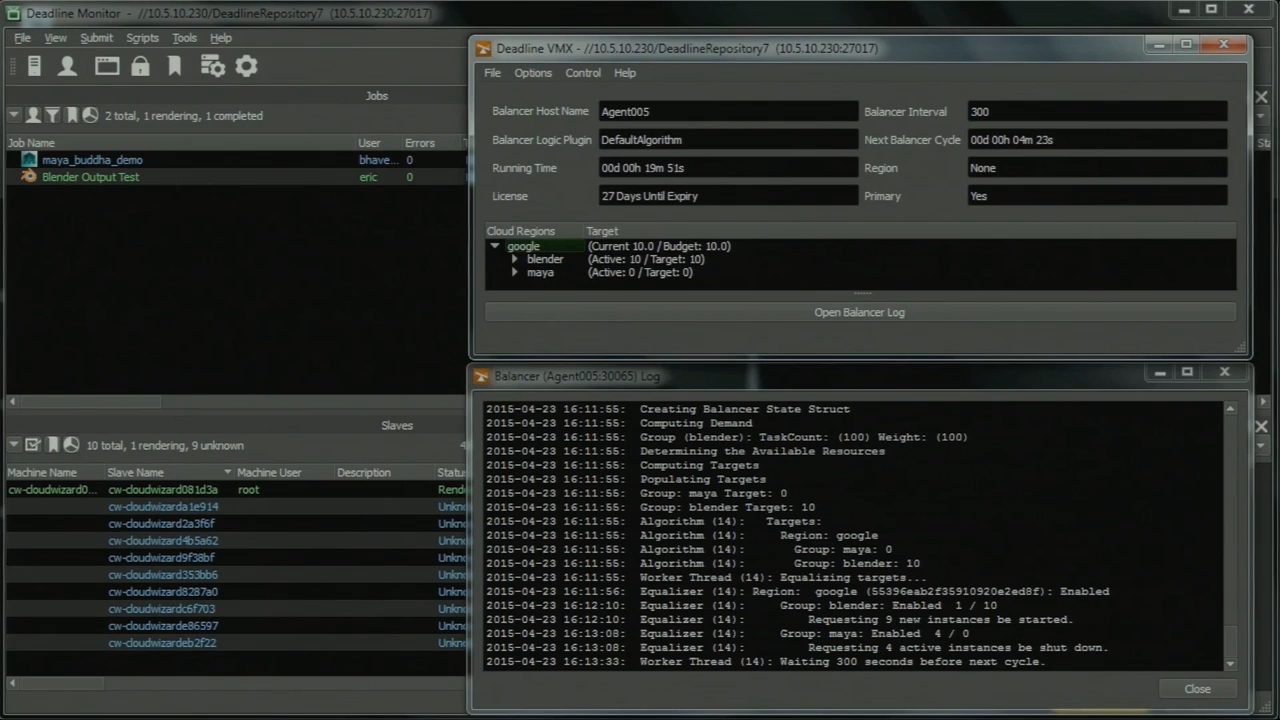 Deadline Monitor - //10.5.10.230/DeadlineRepository7 (10.5.10.230:27017)
File View Submit Scripts Tools Help
Jobs
2 total, 1 rendering, 1 completed
Job Name User Errors
maya_buddha_demo bhave... 0
Blender Output Test eric 0
Slaves
10 total, 1 rendering, 9 unknown
Machine Name Slave Name Machine User Description Status
cw-cloudwizard0... cw-cloudwizard081d3a root Rende
cw-cloudwizarda1e914 Unkno
cw-cloudwizard2a3f6f Unkno
cw-cloudwizard4b5a62 Unkno
cw-cloudwizard9f38bf Unkno
cw-cloudwizard353bb6 Unkno
cw-cloudwizard8287a0 Unkno
cw-cloudwizardc6f703 Unkno
cw-cloudwizarde86597 Unkno
cw-cloudwizardeb2f22 Unkno
Deadline VMX - //10.5.10.230/DeadlineRepository7 (10.5.10.230:27017)
File Options Control Help
Balancer Host Name Agent005 Balancer Interval 300
Balancer Logic Plugin DefaultAlgorithm Next Balancer Cycle 00d 00h 04m 23s
Running Time 00d 00h 19m 51s Region None
License 27 Days Until Expiry Primary Yes
Cloud Regions Target
google (Current 10.0 / Budget: 10.0)
blender (Active: 10 / Target: 10)
maya (Active: 0 / Target: 0)
Open Balancer Log
Balancer (Agent005:30065) Log
2015-04-23 16:11:55: Creating Balancer State Struct
2015-04-23 16:11:55: Computing Demand
2015-04-23 16:11:55: Group (blender): TaskCount: (100) Weight: (100)
2015-04-23 16:11:55: Determining the Available Resources
2015-04-23 16:11:55: Computing Targets
2015-04-23 16:11:55: Populating Targets
2015-04-23 16:11:55: Group: maya Target: 0
2015-04-23 16:11:55: Group: blender Target: 10
2015-04-23 16:11:55: Algorithm (14): Targets:
2015-04-23 16:11:55: Algorithm (14): Region: google
2015-04-23 16:11:55: Algorithm (14): Group: maya: 0
2015-04-23 16:11:55: Algorithm (14): Group: blender: 10
2015-04-23 16:11:55: Worker Thread (14): Equalizing targets...
2015-04-23 16:11:56: Equalizer (14): Region: google (55396eab2f35910920e2ed8f): Enabled
2015-04-23 16:12:10: Equalizer (14): Group: blender: Enabled 1 / 10
2015-04-23 16:12:10: Equalizer (14): Requesting 9 new instances be started.
2015-04-23 16:13:08: Equalizer (14): Group: maya: Enabled 4 / 0
2015-04-23 16:13:08: Equalizer (14): Requesting 4 active instances be shut down.
2015-04-23 16:13:33: Worker Thread (14): Waiting 300 seconds before next cycle.
Close